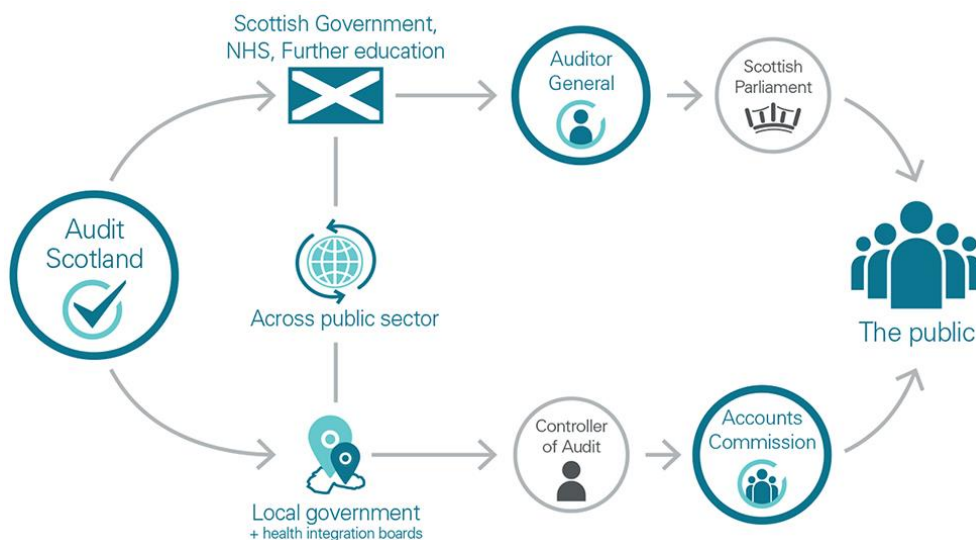 Scottish Government,
NHS, Further education
Auditor
General
Scottish
Parliament
Audit
Scotland
Across public sector
The public
Local government
+ health integration boards
Controller
of Audit
Accounts
Commission